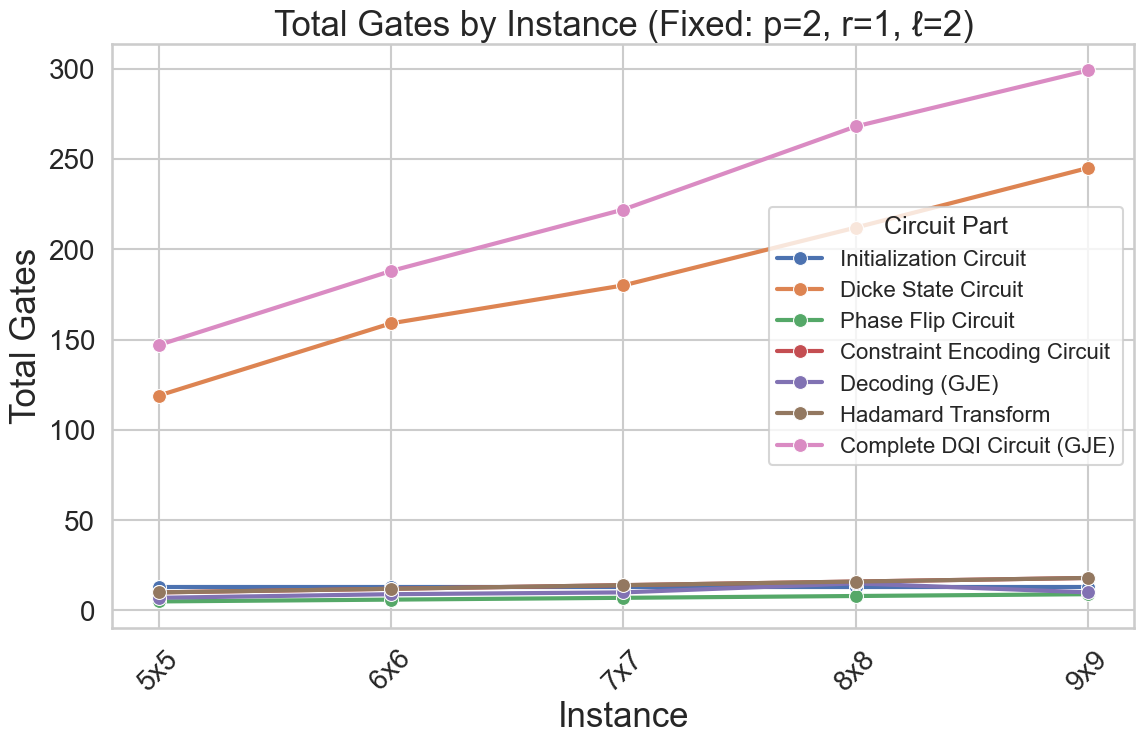 Total Gates by Instance (Fixed: p=2, r=1, ℓ=2)
300
250
200
150
100
50
0
Total Gates
Circuit Part
Initialization Circuit
Dicke State Circuit
Phase Flip Circuit
Constraint Encoding Circuit
Decoding (GJE)
Hadamard Transform
Complete DQI Circuit (GJE)
5x5
6x6
7x7
8x8
9x9
Instance